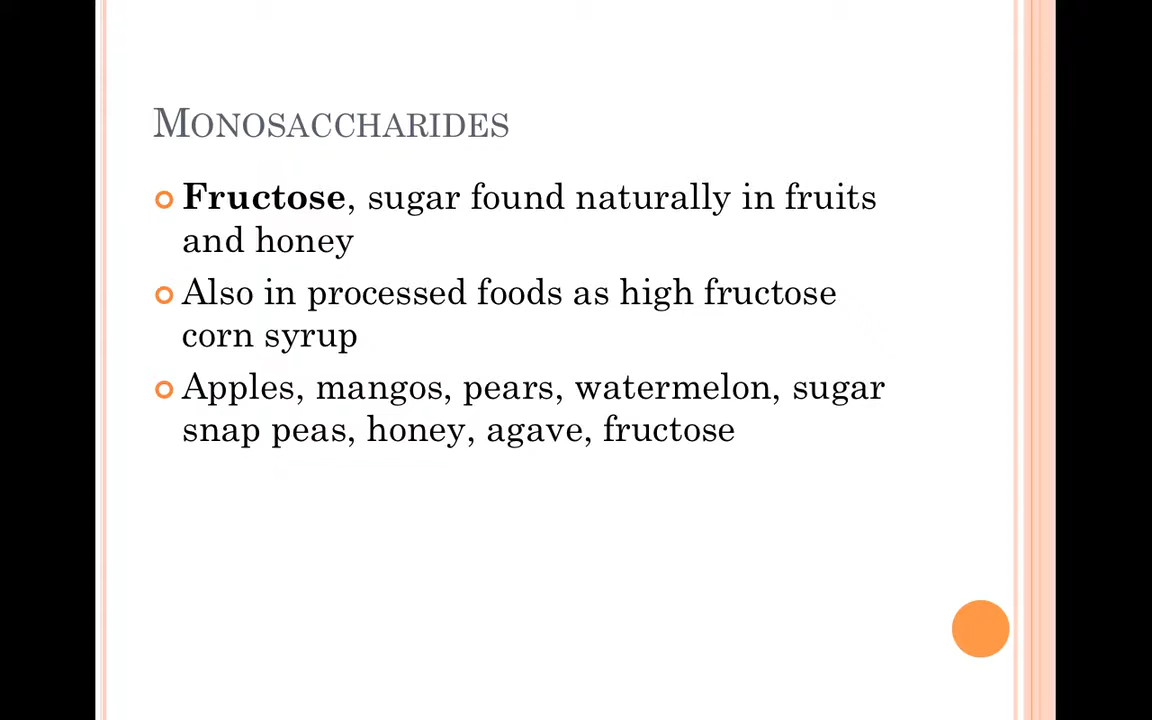 MONOSACCHARIDES
Fructose, sugar found naturally in fruits
and honey
Also in processed foods as high fructose
corn syrup
Apples, mangos, pears, watermelon, sugar
snap peas, honey, agave, fructose